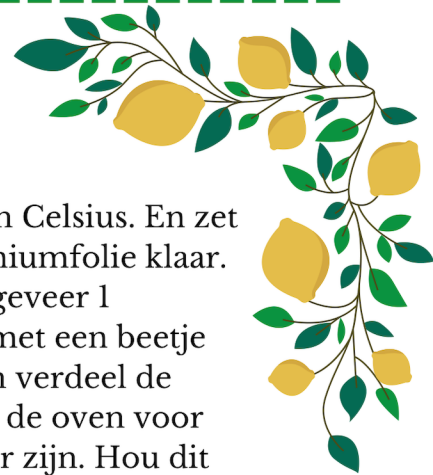 n Celsius. En zet
niumfolie klaar.
geveer 1
met een beetje
n verdeel de
de oven voor
r zijn. Hou dit